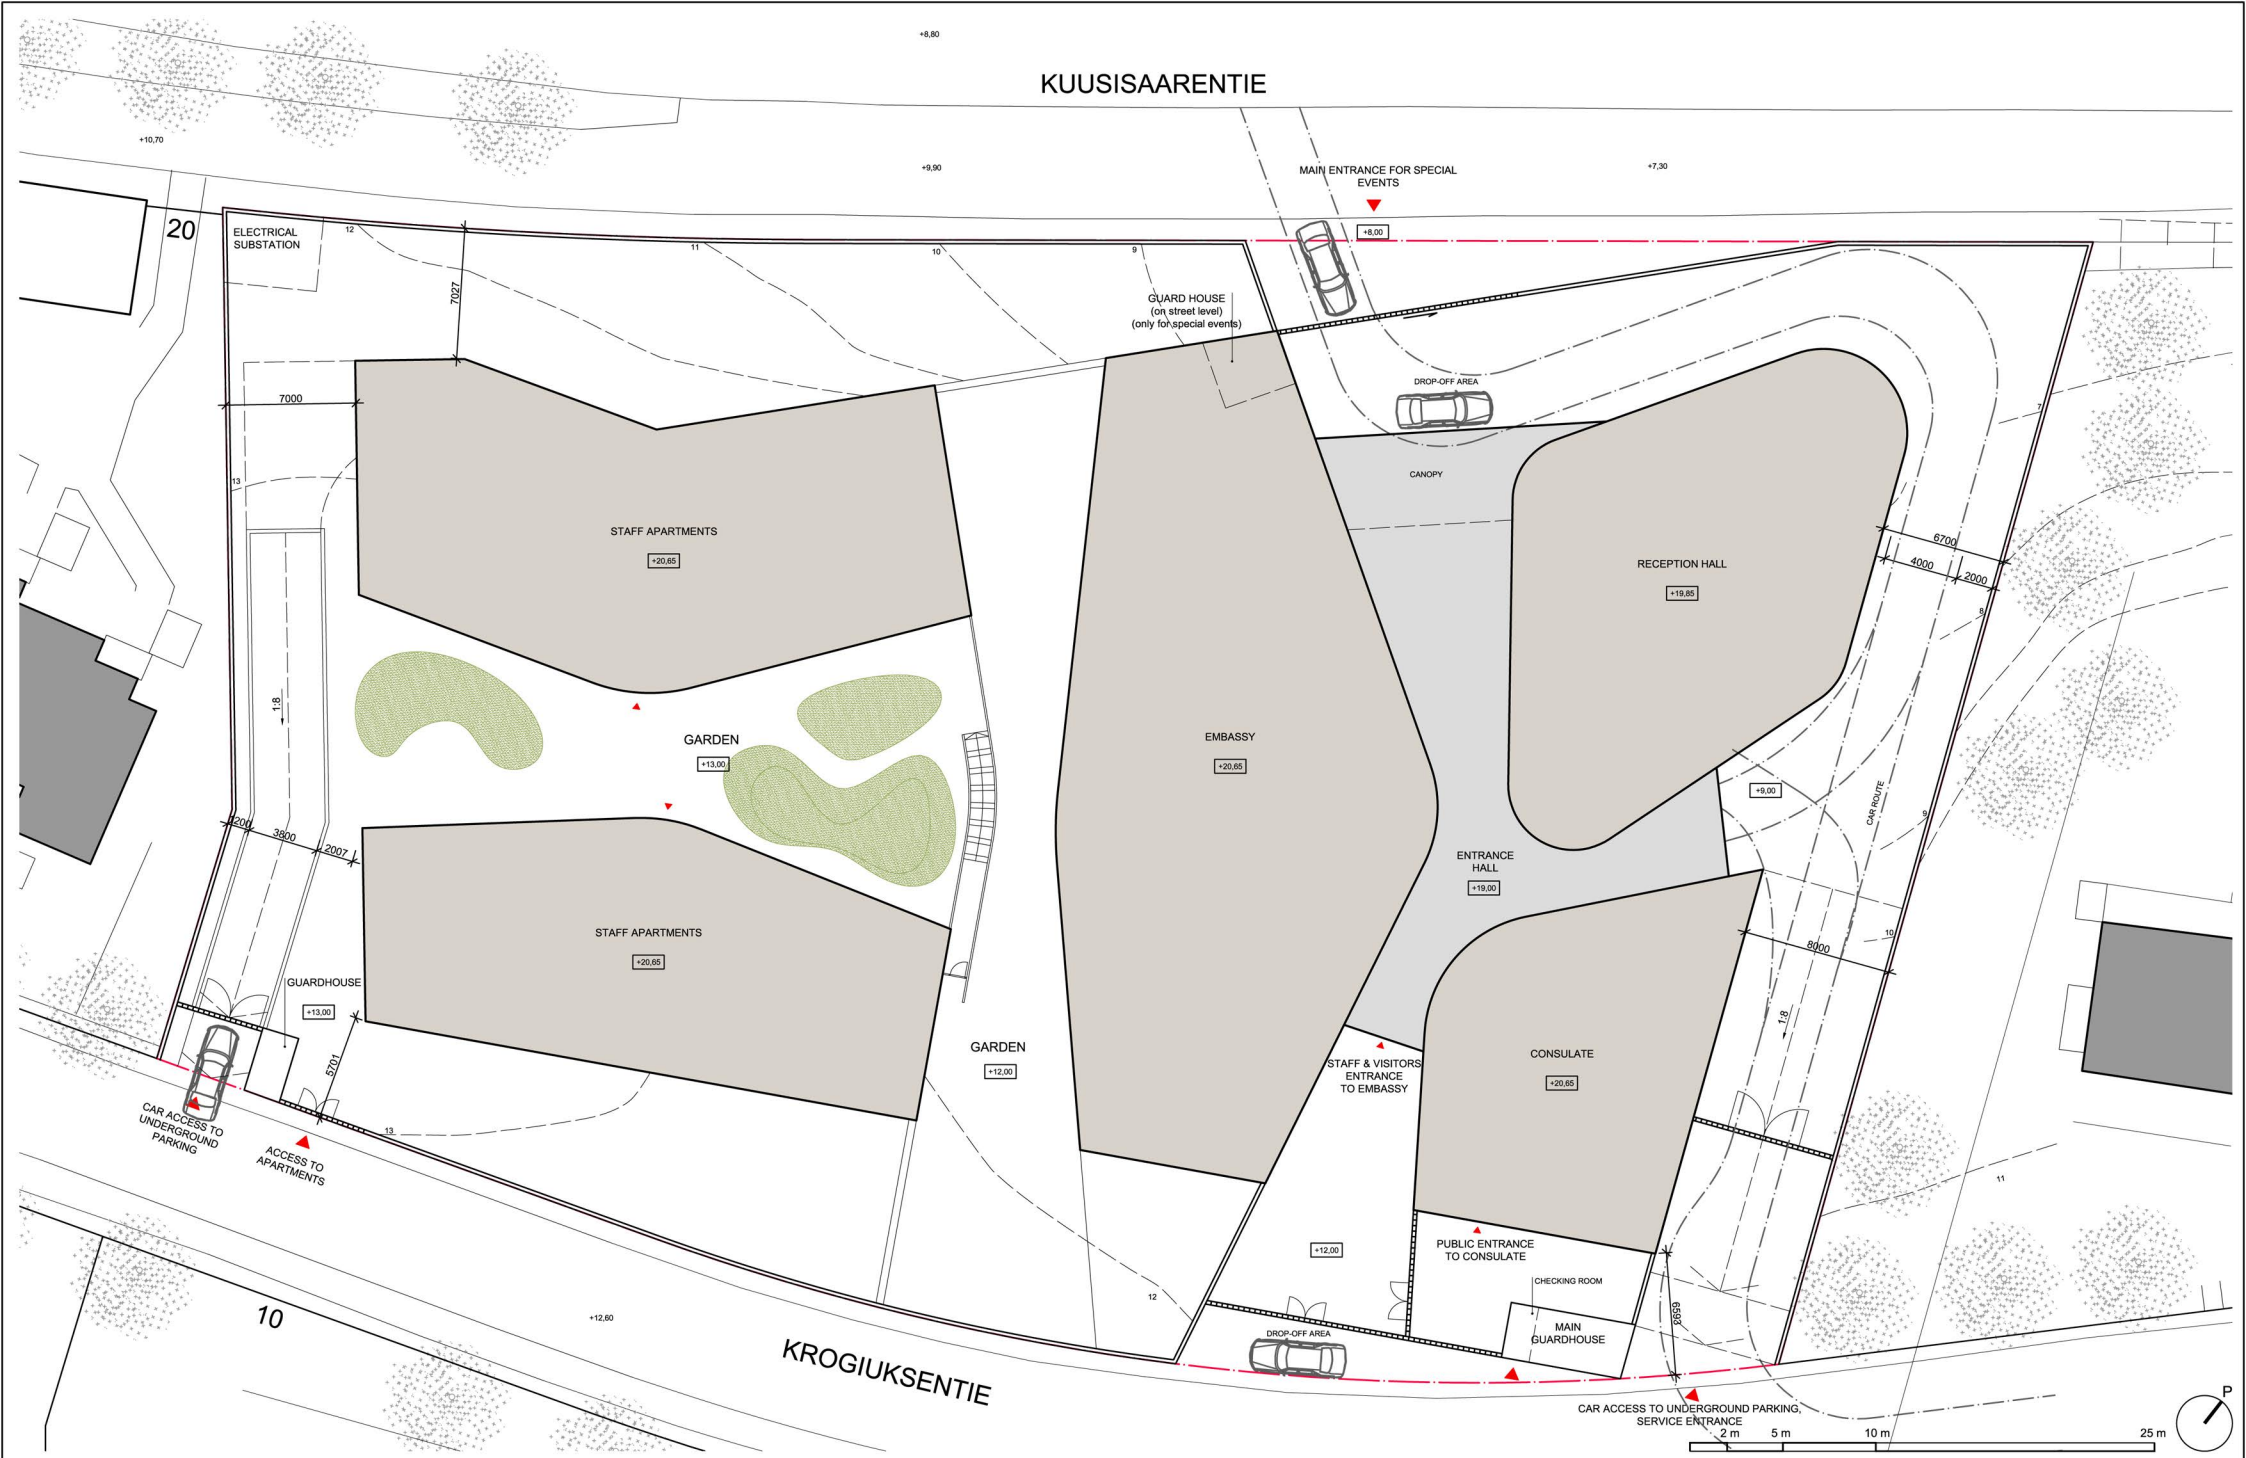 +8,80
KUUSISAARENTIE
+10,70
+9,90
+7,30
MAIN ENTRANCE FOR SPECIAL
EVENTS
+8,00
20
ELECTRICAL
SUBSTATION
12
11
10
9
7027
GUARD HOUSE
(on street level)
(only for special events)
7000
DROP-OFF AREA
7
CANOPY
13
STAFF APARTMENTS
+20,65
RECEPTION HALL
+19,85
6700
4000
2000
8
1:8
GARDEN
+13,00
EMBASSY
+20,65
+9,00
CAR ROUTE
9
1200
3800
2007
ENTRANCE
HALL
+19,00
STAFF APARTMENTS
+20,65
10
8000
GUARDHOUSE
+13,00
1:8
5701
GARDEN
+12,00
STAFF & VISITORS
ENTRANCE
TO EMBASSY
CONSULATE
+20,65
CAR ACCESS TO
UNDERGROUND
PARKING
13
ACCESS TO
APARTMENTS
11
+12,00
PUBLIC ENTRANCE
TO CONSULATE
CHECKING ROOM
12
10
+12,60
6593
MAIN
GUARDHOUSE
DROP-OFF AREA
KROGIUKSENTIE
P
CAR ACCESS TO UNDERGROUND PARKING,
SERVICE ENTRANCE
2 m 5 m 10 m 25 m